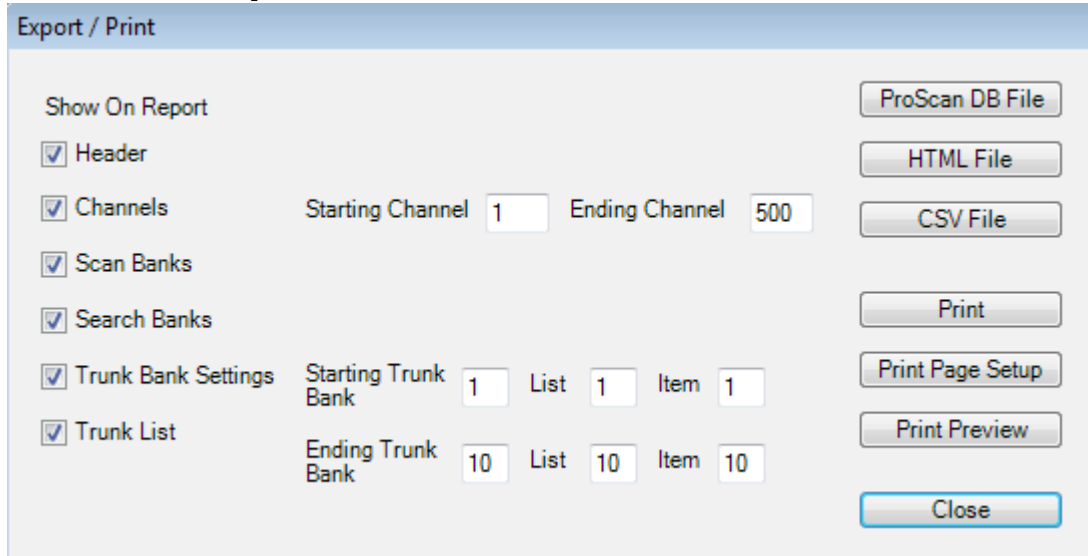 Export / Print
Show On Report
ProScan DB File
Header
HTML File
Channels
Starting Channel 1 Ending Channel 500
CSV File
Scan Banks
Search Banks
Print
Trunk Bank Settings
Starting Trunk
Bank
1 List 1 Item 1
Print Page Setup
Trunk List
Print Preview
Ending Trunk
Bank
10 List 10 Item 10
Close